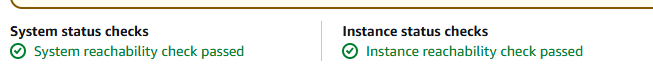 System status checks
System reachability check passed
Instance status checks
Instance reachability check passed